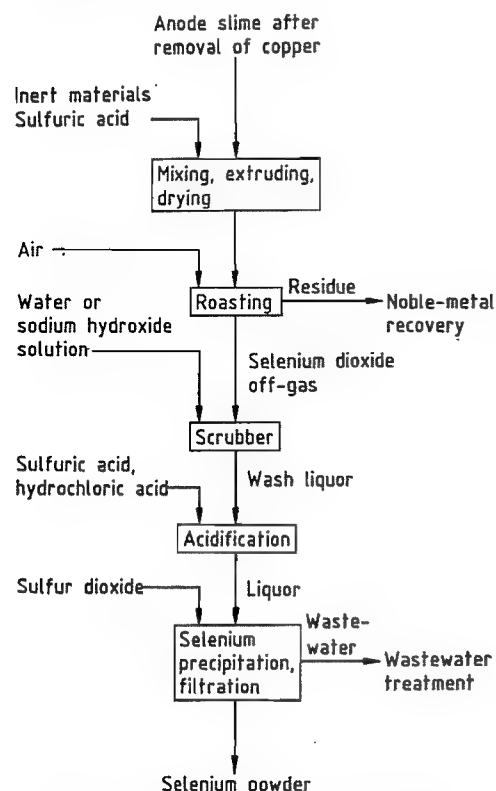 Anode slime after
removal of copper
Inert materials
Sulfuric acid
Mixing, extruding,
drying
Air
Roasting
Residue
Noble-metal
recovery
Water or
sodium hydroxide
solution
Selenium dioxide
off-gas
Scrubber
Sulfuric acid,
hydrochloric acid
Wash liquor
Acidification
Sulfur dioxide
Liquor
Waste-
water
Selenium
precipitation,
filtration
Wastewater
treatment
Selenium powder